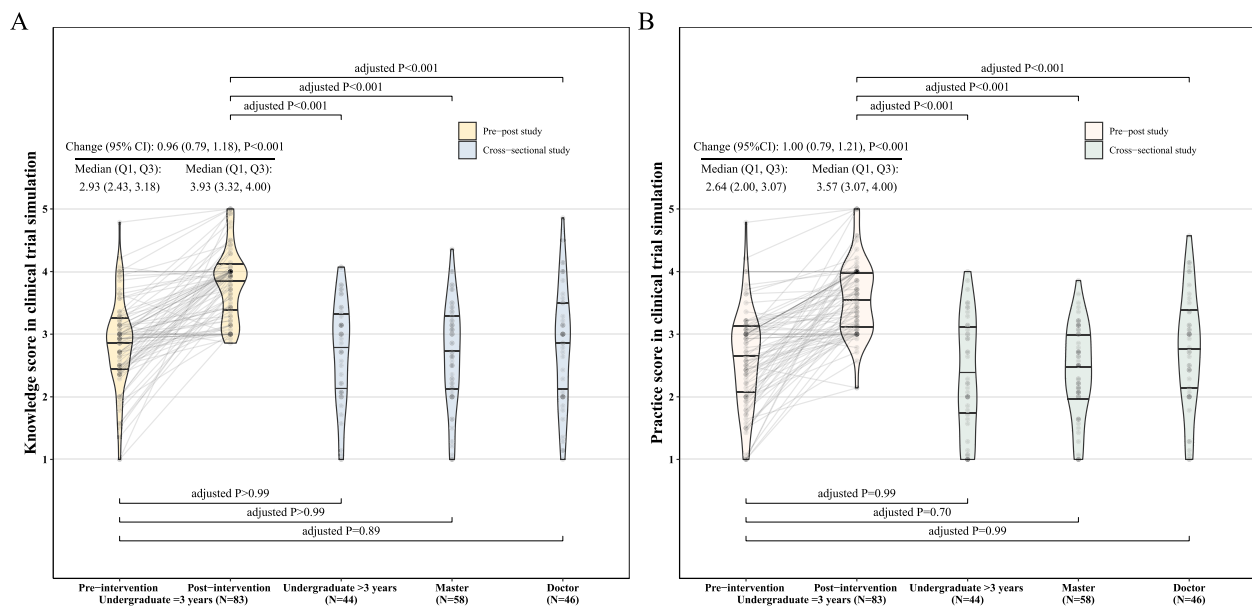 A
adjusted P<0.001
adjusted P<0.001
adjusted P<0.001
Pre−post study
Cross−sectional study
Change (95% CI): 0.96 (0.79, 1.18), P<0.001
Median (Q1, Q3): Median (Q1, Q3):
2.93 (2.43, 3.18) 3.93 (3.32, 4.00)
Knowledge score in clinical trial simulation
5
4
3
2
1
adjusted P>0.99
adjusted P>0.99
adjusted P=0.89
Pre−intervention Post−intervention Undergraduate >3 years Master Doctor
Undergraduate =3 years (N=83) (N=44) (N=58) (N=46)
B
adjusted P<0.001
adjusted P<0.001
adjusted P<0.001
Pre−post study
Cross−sectional study
Change (95%CI): 1.00 (0.79, 1.21), P<0.001
Median (Q1, Q3): Median (Q1, Q3):
2.64 (2.00, 3.07) 3.57 (3.07, 4.00)
Practice score in clinical trial simulation
5
4
3
2
1
adjusted P=0.99
adjusted P=0.70
adjusted P=0.99
Pre−intervention Post−intervention Undergraduate >3 years Master Doctor
Undergraduate =3 years (N=83) (N=44) (N=58) (N=46)